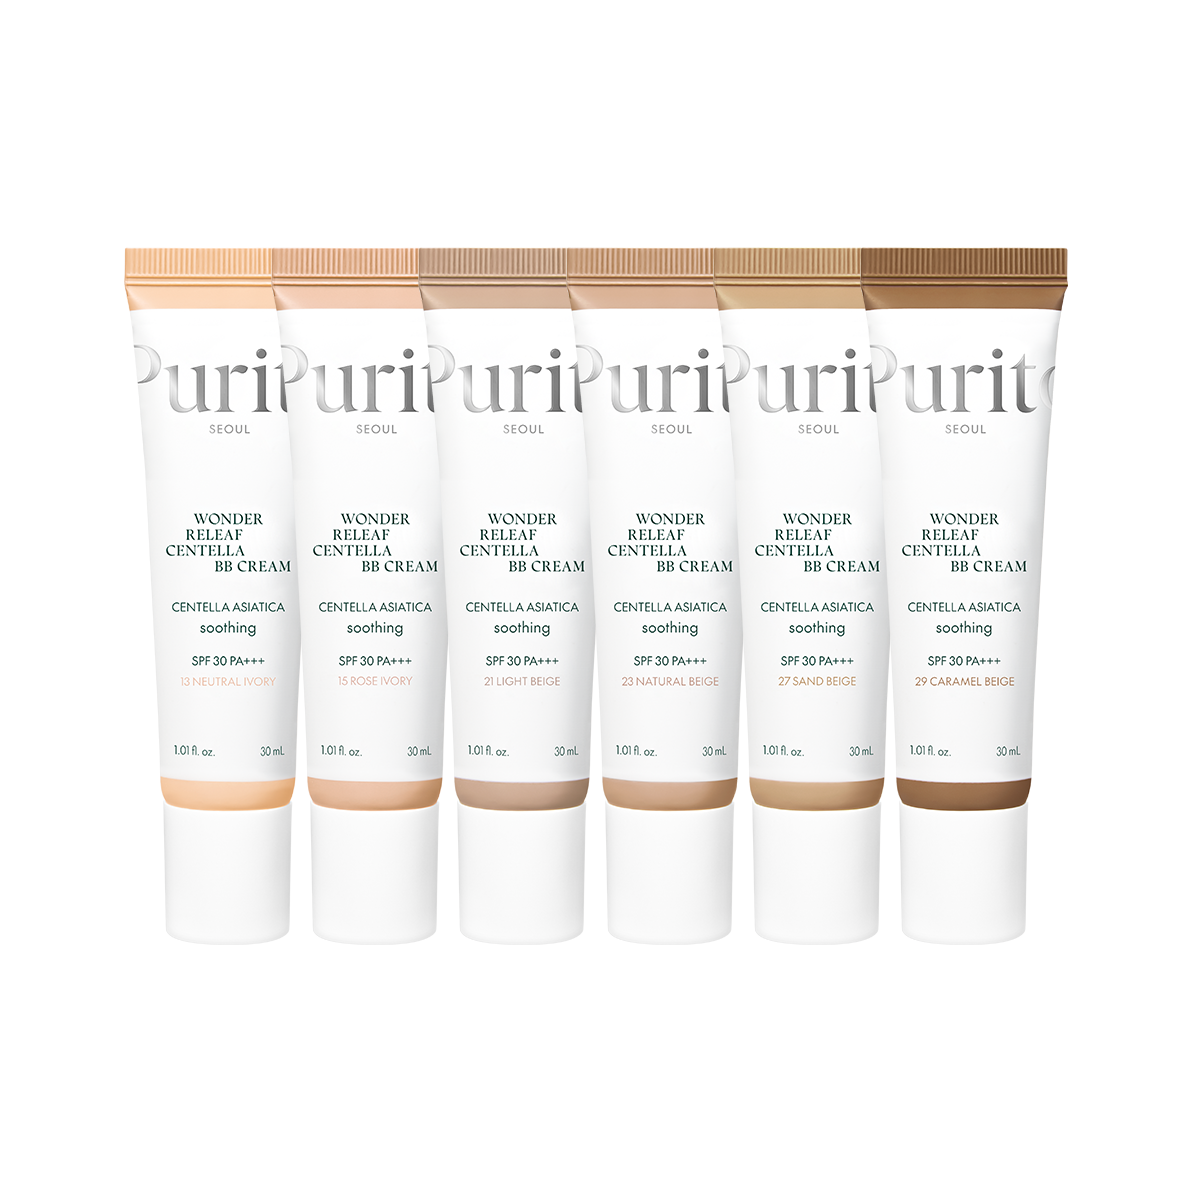 Purit
SEOUL
WONDER
RELEAF
CENTELLA
BB CREAM
CENTELLA ASIATICA
soothing
SPF 30 PA+++
13 NEUTRAL IVORY
1.01 fl. oz. 30 mL
Purit
SEOUL
WONDER
RELEAF
CENTELLA
BB CREAM
CENTELLA ASIATICA
soothing
SPF 30 PA+++
15 ROSE IVORY
1.01 fl. oz. 30 mL
Purit
SEOUL
WONDER
RELEAF
CENTELLA
BB CREAM
CENTELLA ASIATICA
soothing
SPF 30 PA+++
21 LIGHT BEIGE
1.01 fl. oz. 30 mL
Purit
SEOUL
WONDER
RELEAF
CENTELLA
BB CREAM
CENTELLA ASIATICA
soothing
SPF 30 PA+++
23 NATURAL BEIGE
1.01 fl. oz. 30 mL
Purit
SEOUL
WONDER
RELEAF
CENTELLA
BB CREAM
CENTELLA ASIATICA
soothing
SPF 30 PA+++
27 SAND BEIGE
1.01 fl. oz. 30 mL
Purito
SEOUL
WONDER
RELEAF
CENTELLA
BB CREAM
CENTELLA ASIATICA
soothing
SPF 30 PA+++
29 CARAMEL BEIGE
1.01 fl. oz. 30 mL